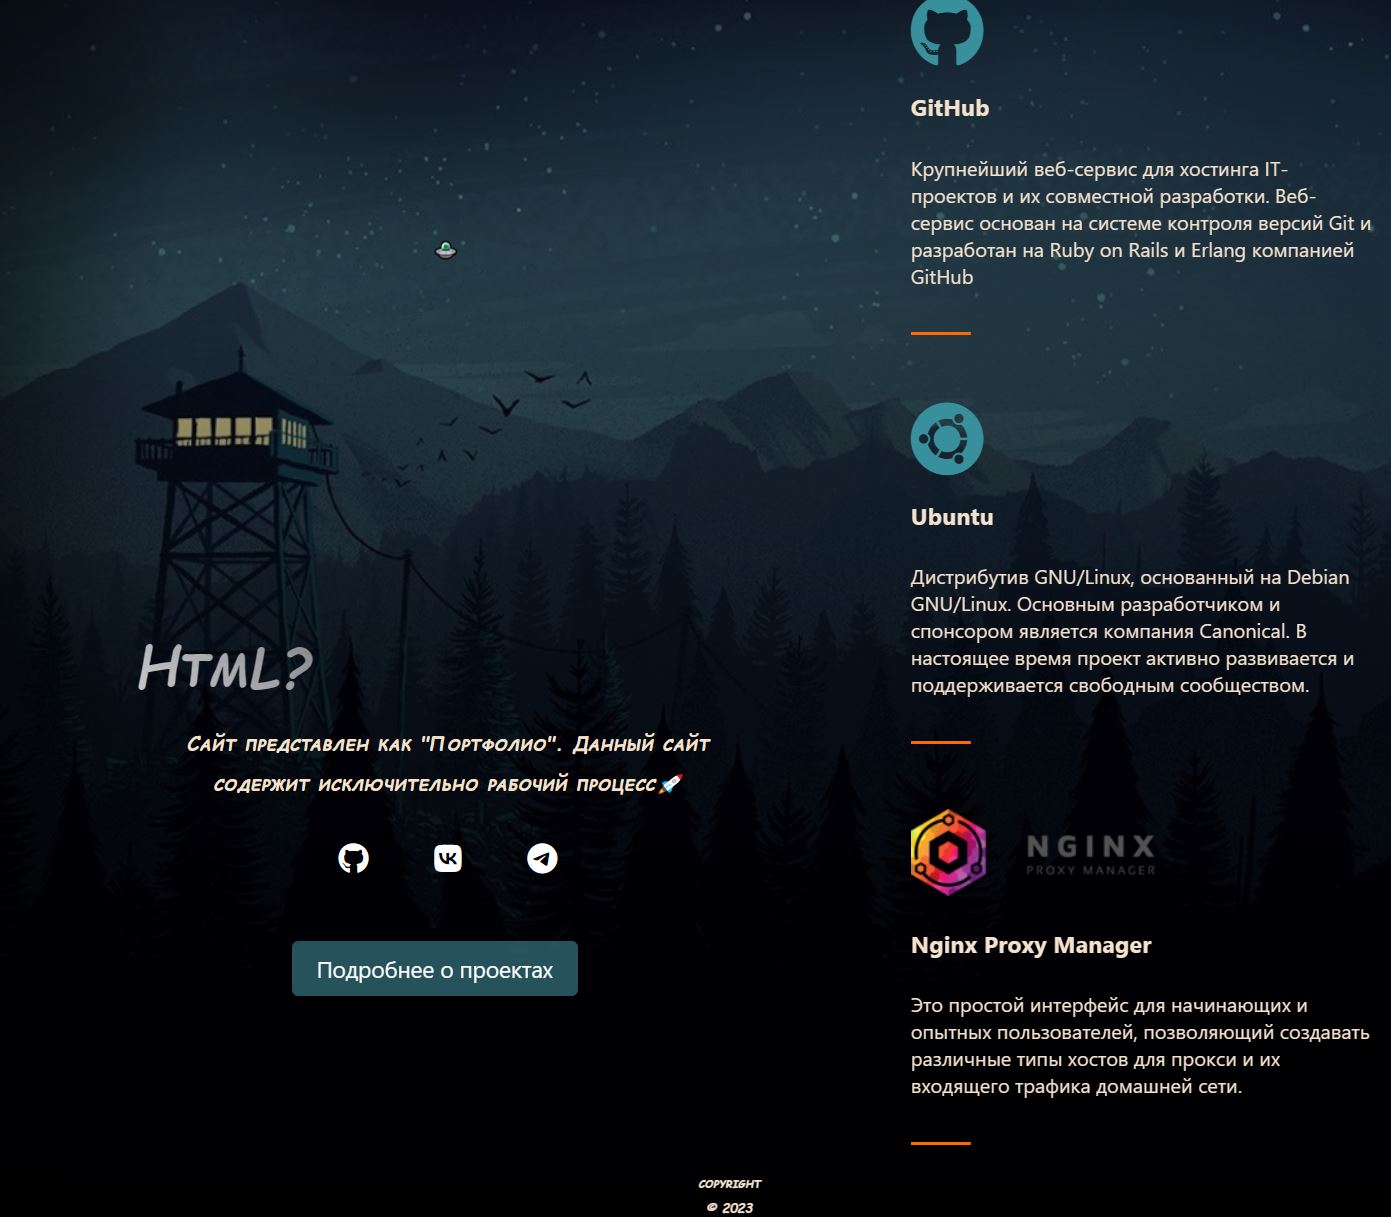 HTML?
Сайт представлен как "Портфолио". Данный сайт
содержит исключительно рабочий процесс🚀
Подробнее о проектах
GitHub
Крупнейший веб-сервис для хостинга IT-
проектов и их совместной разработки. Веб-
сервис основан на системе контроля версий Git и
разработан на Ruby on Rails и Erlang компанией
GitHub
Ubuntu
Дистрибутив GNU/Linux, основанный на Debian
GNU/Linux. Основным разработчиком и
спонсором является компания Canonical. В
настоящее время проект активно развивается и
поддерживается свободным сообществом.
NGINX
PROXY MANAGER
Nginx Proxy Manager
Это простой интерфейс для начинающих и
опытных пользователей, позволяющий создавать
различные типы хостов для прокси и их
входящего трафика домашней сети.
COPYRIGHT
© 2023